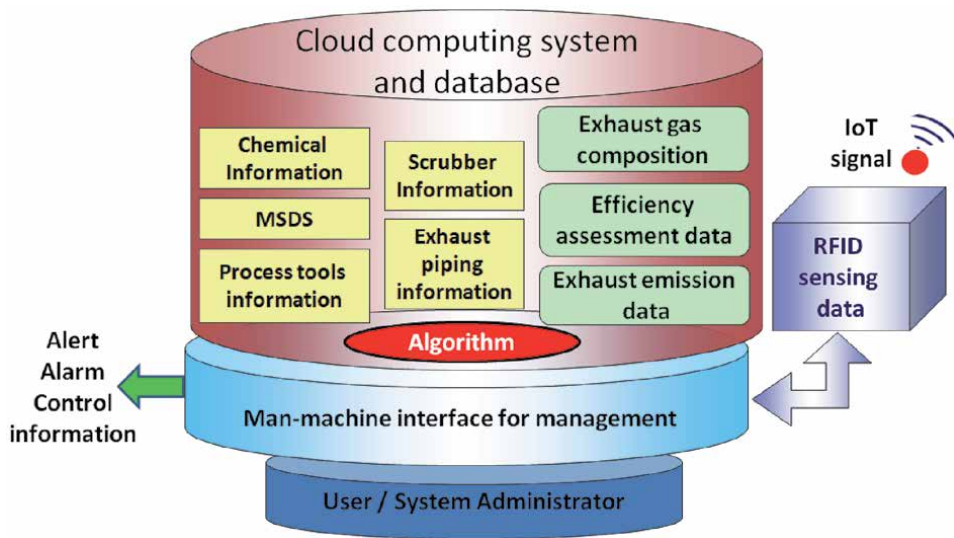 Cloud computing system
and database
Chemical
Information
MSDS
Process tools
information
Scrubber
Information
Exhaust
piping
information
Exhaust gas
composition
Efficiency
assessment data
Exhaust emission
data
IoT
signal
RFID
sensing
data
Algorithm
Alert
Alarm
Control
information
Man-machine interface for management
User / System Administrator